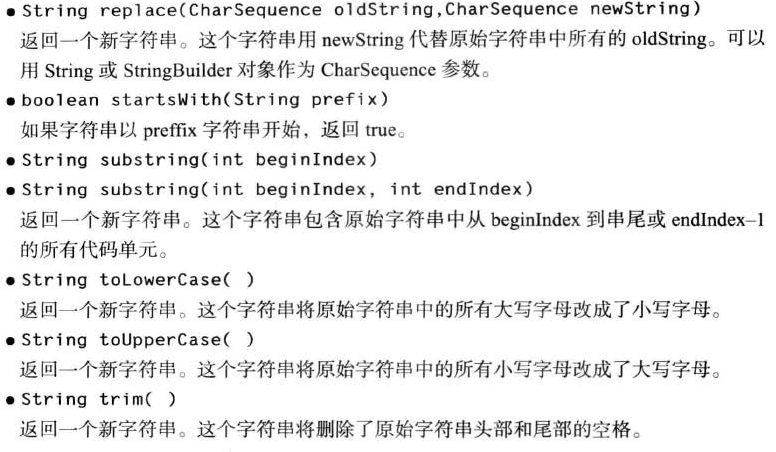 • String replace(CharSequence oldString,CharSequence newString)
返回一个新字符串。这个字符串用 newString 代替原始字符串中所有的 oldString。可以
用 String 或 StringBuilder 对象作为 CharSequence 参数。
• boolean startsWith(String prefix)
如果字符串以 preffix 字符串开始，返回 true。
• String substring(int beginIndex)
• String substring(int beginIndex, int endIndex)
返回一个新字符串。这个字符串包含原始字符串中从 beginIndex 到串尾或 endIndex–1
的所有代码单元。
• String toLowerCase( )
返回一个新字符串。这个字符串将原始字符串中的所有大写字母改成了小写字母。
• String toUpperCase( )
返回一个新字符串。这个字符串将原始字符串中的所有小写字母改成了大写字母。
• String trim( )
返回一个新字符串。这个字符串将删除了原始字符串头部和尾部的空格。